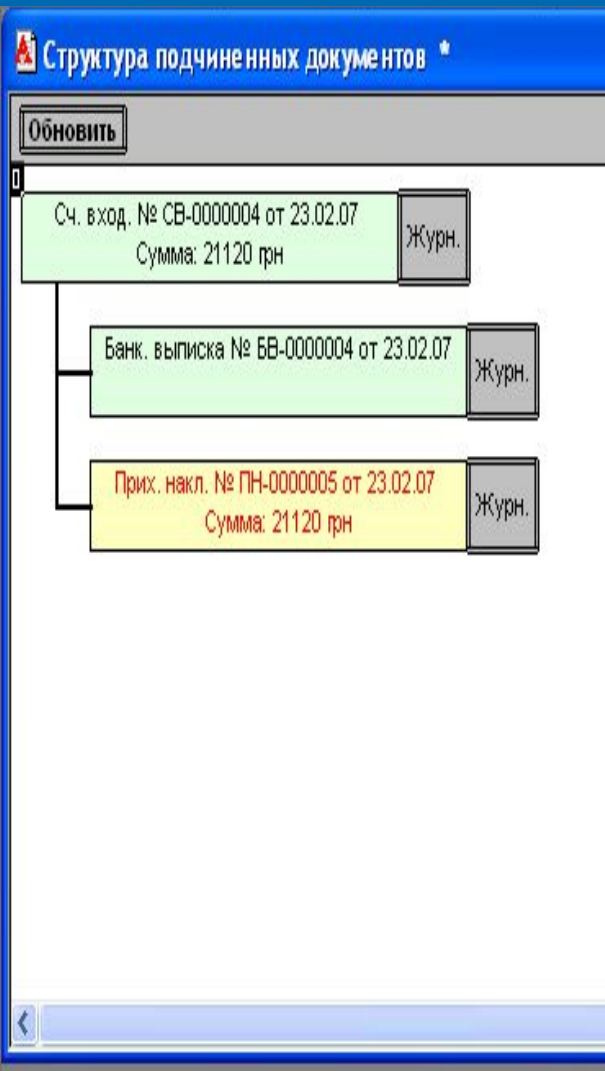 Структура подчиненных документов *
Обновить
Сч. вход. № СВ-0000004 от 23.02.07
Сумма: 21120 грн
Журн.
Банк. выписка № БВ-0000004 от 23.02.07
Журн.
Прих. накл. № ПН-0000005 от 23.02.07
Сумма: 21120 грн
Журн.